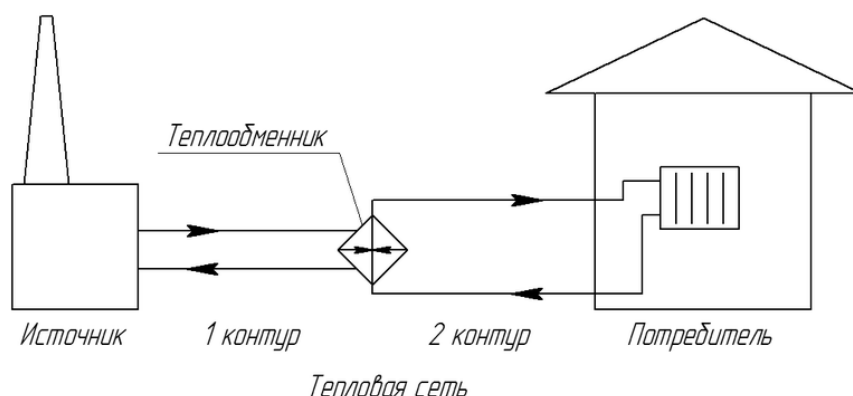 Теплообменник
Источник
1 контур
2 контур
Потребитель
Тепловая сеть